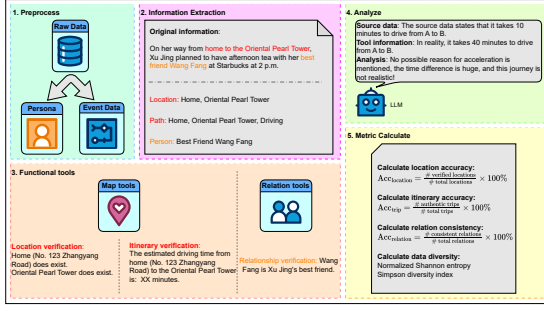 1. Preprocess
Raw Data
Persona
Event Data
2. Information Extraction
Original information:
On her way from home to the Oriental Pearl Tower,
Xu Jing planned to have afternoon tea with her best
friend Wang Fang at Starbucks at 2 p.m.
Location: Home, Oriental Pearl Tower
Path: Home, Oriental Pearl Tower, Driving
Person: Best Friend Wang Fang
3. Functional tools
Map tools
Relation tools
Location verification:
Home (No. 123 Zhangyang
Road) does exist.
Oriental Pearl Tower does exist.
Itinerary verification:
The estimated driving time from
home (No. 123 Zhangyang
Road) to the Oriental Pearl Tower
is: XX minutes.
Relationship verification: Wang
Fang is Xu Jing's best friend.
4. Analyze
Source data: The source data states that it takes 10
minutes to drive from A to B.
Tool information: In reality, it takes 40 minutes to drive
from A to B.
Analysis: No possible reason for acceleration is
mentioned, the time difference is huge, and this journey is
not realistic!
LLM
5. Metric Calculate
Calculate location accuracy:
Acc_location = # verified locations / # total locations × 100%
Calculate itinerary accuracy:
Acc_trip = # authentic trips / # total trips × 100%
Calculate relation consistency:
Acc_relation = # consistent relations / # total relations × 100%
Calculate data diversity:
Normalized Shannon entropy
Simpson diversity index